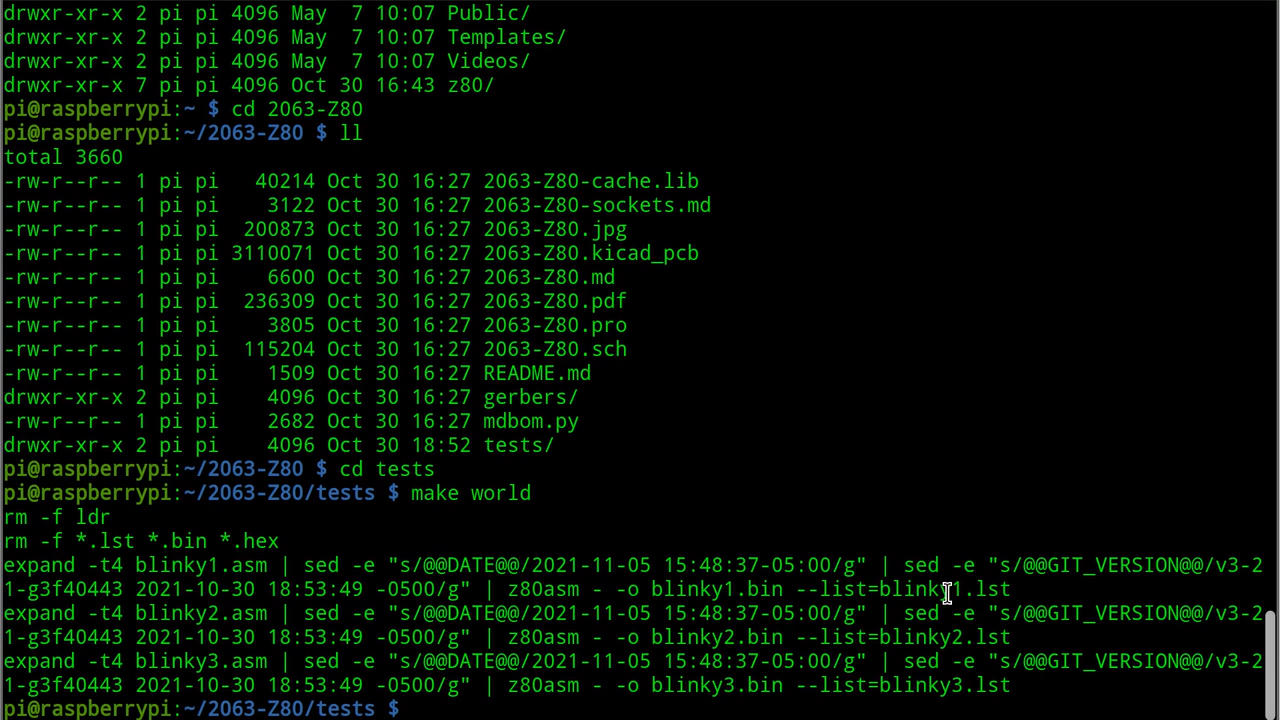 drwxr-xr-x 2 pi pi 4096 May  7 10:07 Public/
drwxr-xr-x 2 pi pi 4096 May  7 10:07 Templates/
drwxr-xr-x 2 pi pi 4096 May  7 10:07 Videos/
drwxr-xr-x 7 pi pi 4096 Oct 30 16:43 z80/
pi@raspberrypi:~ $ cd 2063-Z80
pi@raspberrypi:~/2063-Z80 $ ll
total 3660
-rw-r--r-- 1 pi pi   40214 Oct 30 16:27 2063-Z80-cache.lib
-rw-r--r-- 1 pi pi    3122 Oct 30 16:27 2063-Z80-sockets.md
-rw-r--r-- 1 pi pi  200873 Oct 30 16:27 2063-Z80.jpg
-rw-r--r-- 1 pi pi 3110071 Oct 30 16:27 2063-Z80.kicad_pcb
-rw-r--r-- 1 pi pi    6600 Oct 30 16:27 2063-Z80.md
-rw-r--r-- 1 pi pi  236309 Oct 30 16:27 2063-Z80.pdf
-rw-r--r-- 1 pi pi    3805 Oct 30 16:27 2063-Z80.pro
-rw-r--r-- 1 pi pi  115204 Oct 30 16:27 2063-Z80.sch
-rw-r--r-- 1 pi pi    1509 Oct 30 16:27 README.md
drwxr-xr-x 2 pi pi    4096 Oct 30 16:27 gerbers/
-rw-r--r-- 1 pi pi    2682 Oct 30 16:27 mdbom.py
drwxr-xr-x 2 pi pi    4096 Oct 30 18:52 tests/
pi@raspberrypi:~/2063-Z80 $ cd tests
pi@raspberrypi:~/2063-Z80/tests $ make world
rm -f ldr
rm -f *.lst *.bin *.hex
expand -t4 blinky1.asm | sed -e "s/@@DATE@@/2021-11-05 15:48:37-05:00/g" | sed -e "s/@@GIT_VERSION@@/v3-2
1-g3f40443 2021-10-30 18:53:49 -0500/g" | z80asm - -o blinky1.bin --list=blinky1.lst
expand -t4 blinky2.asm | sed -e "s/@@DATE@@/2021-11-05 15:48:37-05:00/g" | sed -e "s/@@GIT_VERSION@@/v3-2
1-g3f40443 2021-10-30 18:53:49 -0500/g" | z80asm - -o blinky2.bin --list=blinky2.lst
expand -t4 blinky3.asm | sed -e "s/@@DATE@@/2021-11-05 15:48:37-05:00/g" | sed -e "s/@@GIT_VERSION@@/v3-2
1-g3f40443 2021-10-30 18:53:49 -0500/g" | z80asm - -o blinky3.bin --list=blinky3.lst
pi@raspberrypi:~/2063-Z80/tests $